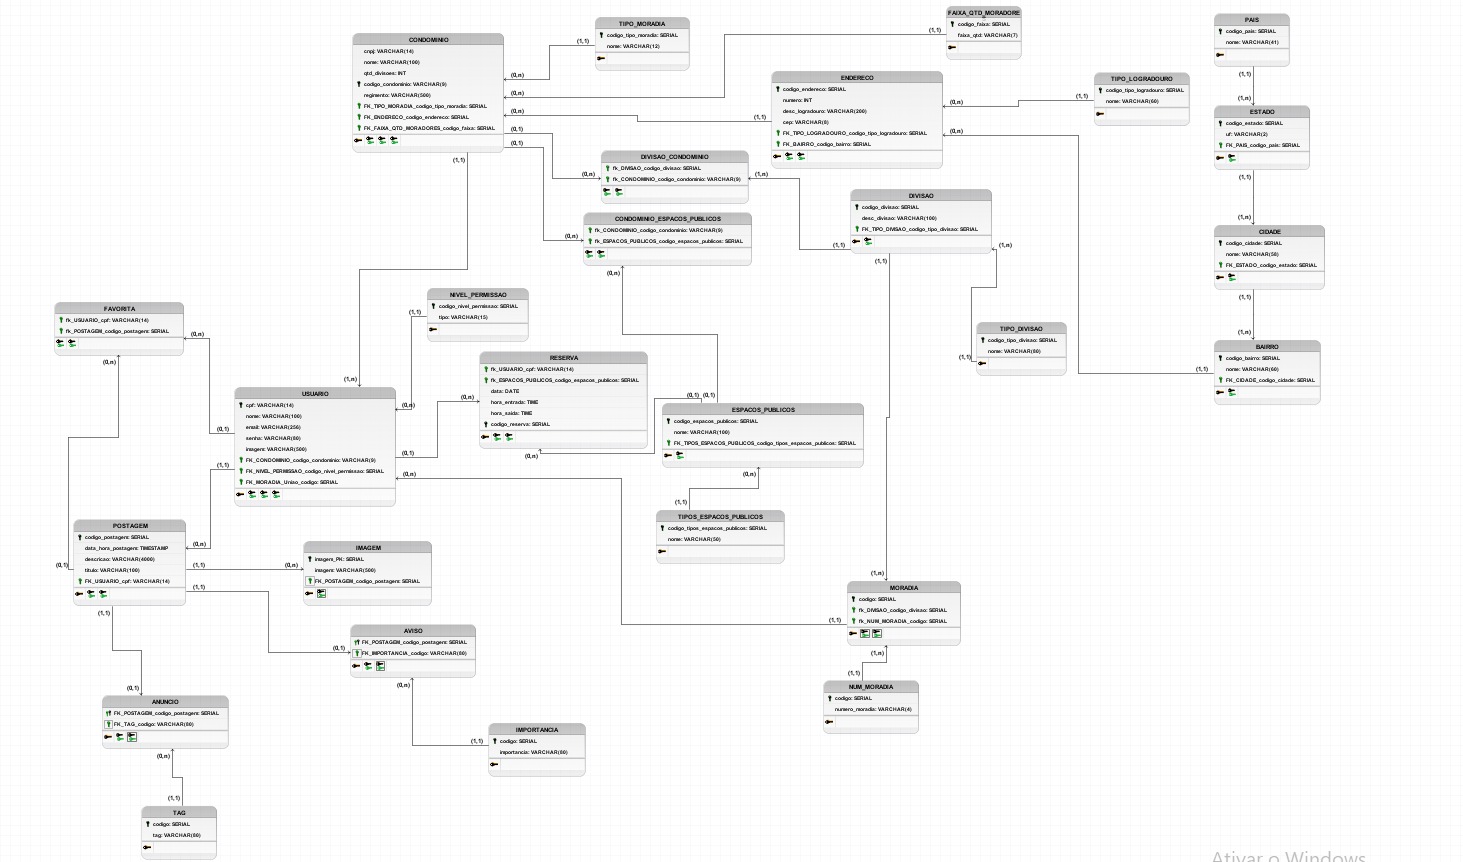 CONDOMINIO
cnpj: VARCHAR(14)
nome: VARCHAR(100)
qtd_divisoes: INT
codigo_condominio: VARCHAR(9)
regimento: VARCHAR(500)
FK_TIPO_MORADIA_codigo_tipo_moradia: SERIAL
FK_ENDERECO_codigo_endereco: SERIAL
FK_FAIXA_QTD_MORADORES_codigo_faixa: SERIAL
(1,1)
(0,n)
(0,n)
(0,n)
(0,1)
(0,1)
TIPO_MORADIA
codigo_tipo_moradia: SERIAL
nome: VARCHAR(12)
(1,1)
FAIXA_QTD_MORADORE
codigo_faixa: SERIAL
faixa_qtd: VARCHAR(7)
(1,1)
ENDERECO
codigo_endereco: SERIAL
numero: INT
desc_logradouro: VARCHAR(200)
cep: VARCHAR(8)
FK_TIPO_LOGRADOURO_codigo_tipo_logradouro: SERIAL
FK_BAIRRO_codigo_bairro: SERIAL
(1,1)
(0,n)
(0,n)
TIPO_LOGRADOURO
codigo_tipo_logradouro: SERIAL
nome: VARCHAR(60)
(1,1)
PAIS
codigo_pais: SERIAL
nome: VARCHAR(41)
(1,1)
(1,n)
ESTADO
codigo_estado: SERIAL
uf: VARCHAR(2)
FK_PAIS_codigo_pais: SERIAL
(1,1)
(1,n)
CIDADE
codigo_cidade: SERIAL
nome: VARCHAR(58)
FK_ESTADO_codigo_estado: SERIAL
(1,1)
(1,n)
BAIRRO
codigo_bairro: SERIAL
nome: VARCHAR(60)
FK_CIDADE_codigo_cidade: SERIAL
(1,1)
DIVISAO_CONDOMINIO
fk_DIVISAO_codigo_divisao: SERIAL
fk_CONDOMINIO_codigo_condominio: VARCHAR(9)
(0,n)
(1,n)
CONDOMINIO_ESPACOS_PUBLICOS
fk_CONDOMINIO_codigo_condominio: VARCHAR(9)
fk_ESPACOS_PUBLICOS_codigo_espacos_publicos: SERIAL
(0,n)
(0,n)
DIVISAO
codigo_divisao: SERIAL
desc_divisao: VARCHAR(100)
FK_TIPO_DIVISAO_codigo_tipo_divisao: SERIAL
(1,1)
(1,1)
(1,n)
TIPO_DIVISAO
codigo_tipo_divisao: SERIAL
nome: VARCHAR(80)
(1,1)
FAVORITA
fk_USUARIO_cpf: VARCHAR(14)
fk_POSTAGEM_codigo_postagem: SERIAL
(0,n)
(0,n)
NIVEL_PERMISSAO
codigo_nivel_permissao: SERIAL
tipo: VARCHAR(15)
(1,1)
RESERVA
fk_USUARIO_cpf: VARCHAR(14)
fk_ESPACOS_PUBLICOS_codigo_espacos_publicos: SERIAL
data: DATE
hora_entrada: TIME
hora_saida: TIME
codigo_reserva: SERIAL
(0,n)
(0,n)
USUARIO
cpf: VARCHAR(14)
nome: VARCHAR(100)
email: VARCHAR(256)
senha: VARCHAR(80)
imagem: VARCHAR(500)
FK_CONDOMINIO_codigo_condominio: VARCHAR(9)
FK_NIVEL_PERMISSAO_codigo_nivel_permissao: SERIAL
FK_MORADIA_Uniao_codigo: SERIAL
(1,n)
(0,n)
(0,1)
(0,1)
(1,1)
(0,n)
ESPACOS_PUBLICOS
codigo_espacos_publicos: SERIAL
nome: VARCHAR(100)
FK_TIPOS_ESPACOS_PUBLICOS_codigo_tipos_espacos_publicos: SERIAL
(0,1)
(0,1)
(0,n)
TIPOS_ESPACOS_PUBLICOS
codigo_tipos_espacos_publicos: SERIAL
nome: VARCHAR(50)
(1,1)
POSTAGEM
codigo_postagem: SERIAL
data_hora_postagem: TIMESTAMP
descricao: VARCHAR(4000)
titulo: VARCHAR(100)
FK_USUARIO_cpf: VARCHAR(14)
(0,n)
(0,1)
(1,1)
(1,1)
(1,1)
IMAGEM
imagem_PK: SERIAL
imagem: VARCHAR(500)
FK_POSTAGEM_codigo_postagem: SERIAL
(0,n)
AVISO
FK_POSTAGEM_codigo_postagem: SERIAL
FK_IMPORTANCIA_codigo: VARCHAR(80)
(0,1)
(0,n)
IMPORTANCIA
codigo: SERIAL
importancia: VARCHAR(80)
(1,1)
ANUNCIO
FK_POSTAGEM_codigo_postagem: SERIAL
FK_TAG_codigo: VARCHAR(80)
(0,1)
(0,n)
TAG
codigo: SERIAL
tag: VARCHAR(80)
(1,1)
MORADIA
codigo: SERIAL
fk_DIVISAO_codigo_divisao: SERIAL
fk_NUM_MORADIA_codigo: SERIAL
(1,n)
(1,1)
(1,n)
NUM_MORADIA
codigo: SERIAL
numero_moradia: VARCHAR(4)
(1,1)
Ativar o Windows